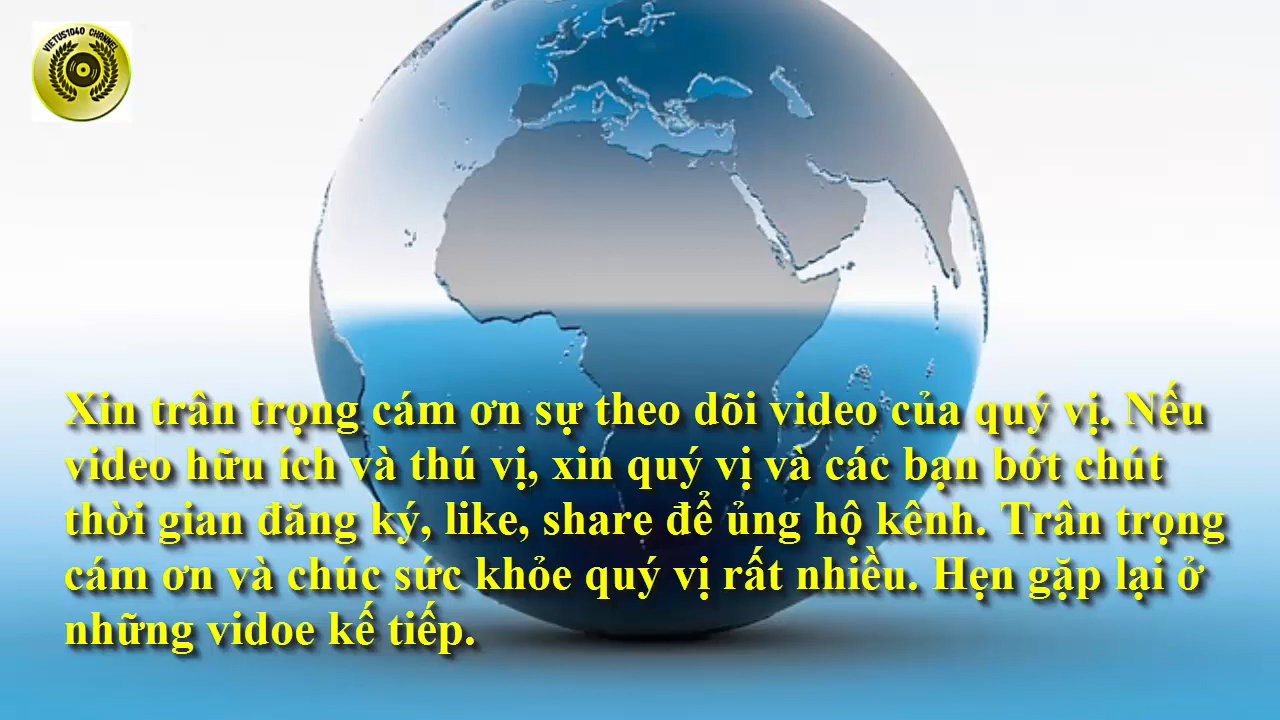 VIETUS1040 CHANNEL
Xin trân trọng cám ơn sự theo dõi video của quý vị. Nếu
video hữu ích và thú vị, xin quý vị và các bạn bớt chút
thời gian đăng ký, like, share để ủng hộ kênh. Trân trọng
cám ơn và chúc sức khỏe quý vị rất nhiều. Hẹn gặp lại ở
những vidoe kế tiếp.